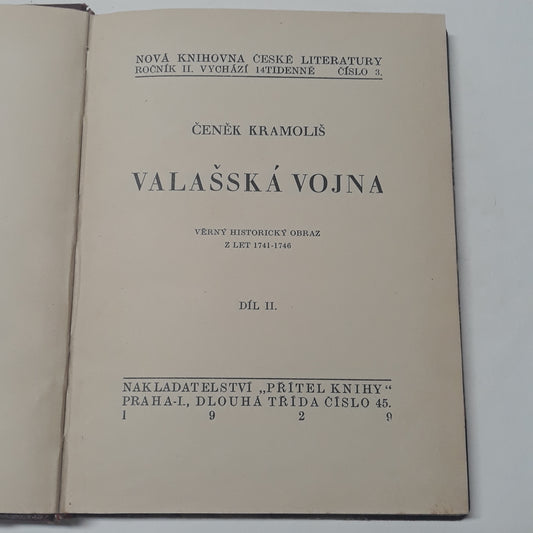 NOVÁ KNIHOVNA ČESKÉ LITERATURY
ROČNÍK II. VYCHÁZÍ 14TIDENNĚ ČÍSLO 3.
ČENĚK KRAMOLIŠ
VALAŠSKÁ VOJNA
VĚRNÝ HISTORICKÝ OBRAZ
Z LET 1741-1746
DÍL II.
NAKLADATELSTVÍ „PŘÍTEL KNIHY“
PRAHA-I., DLOUHÁ TŘÍDA ČÍSLO 45.
1 9 2 9